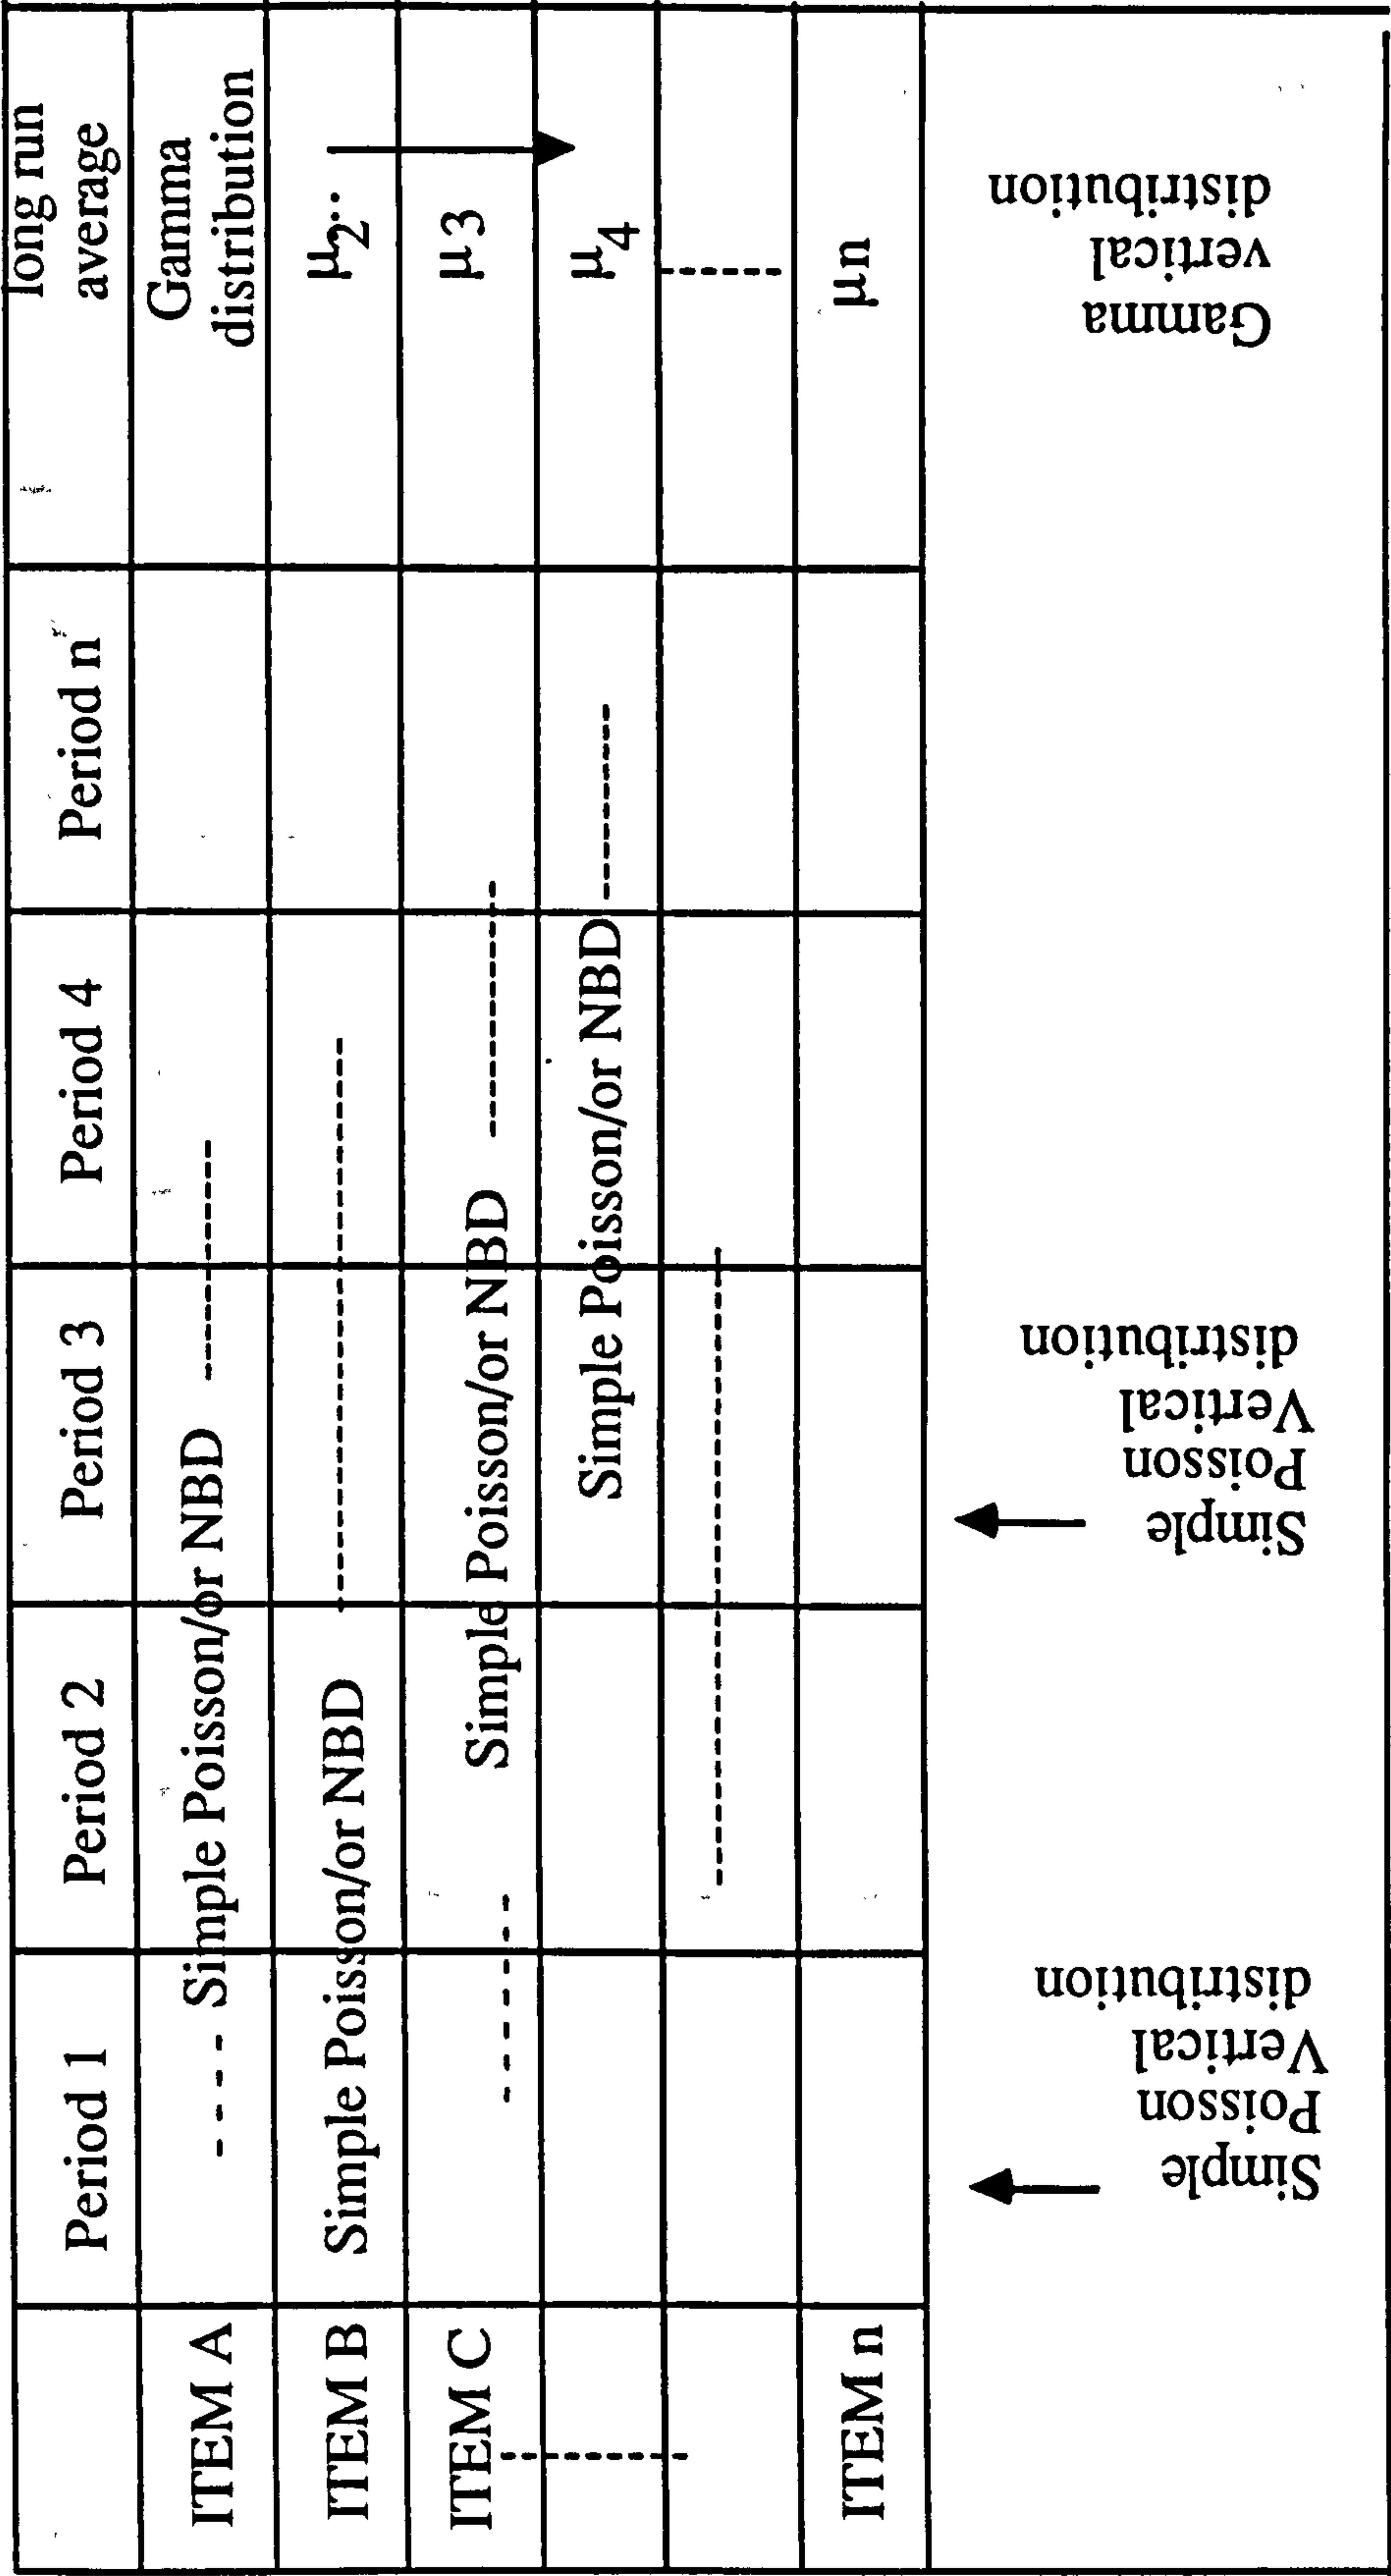 Period 1 Period 2 Period 3 Period 4 Period n long run
average
ITEM A ---- Simple Poisson/or NBD -------- Gamma
distribution
ITEM B Simple Poisson/or NBD -------- μ2..
ITEM C ----- Simple Poisson/or NBD -------- μ3
Simple Poisson/or NBD -------- μ4
ITEM n μn
Simple
Poisson
Vertical
distribution
Simple
Poisson
Vertical
distribution
Gamma
vertical
distribution